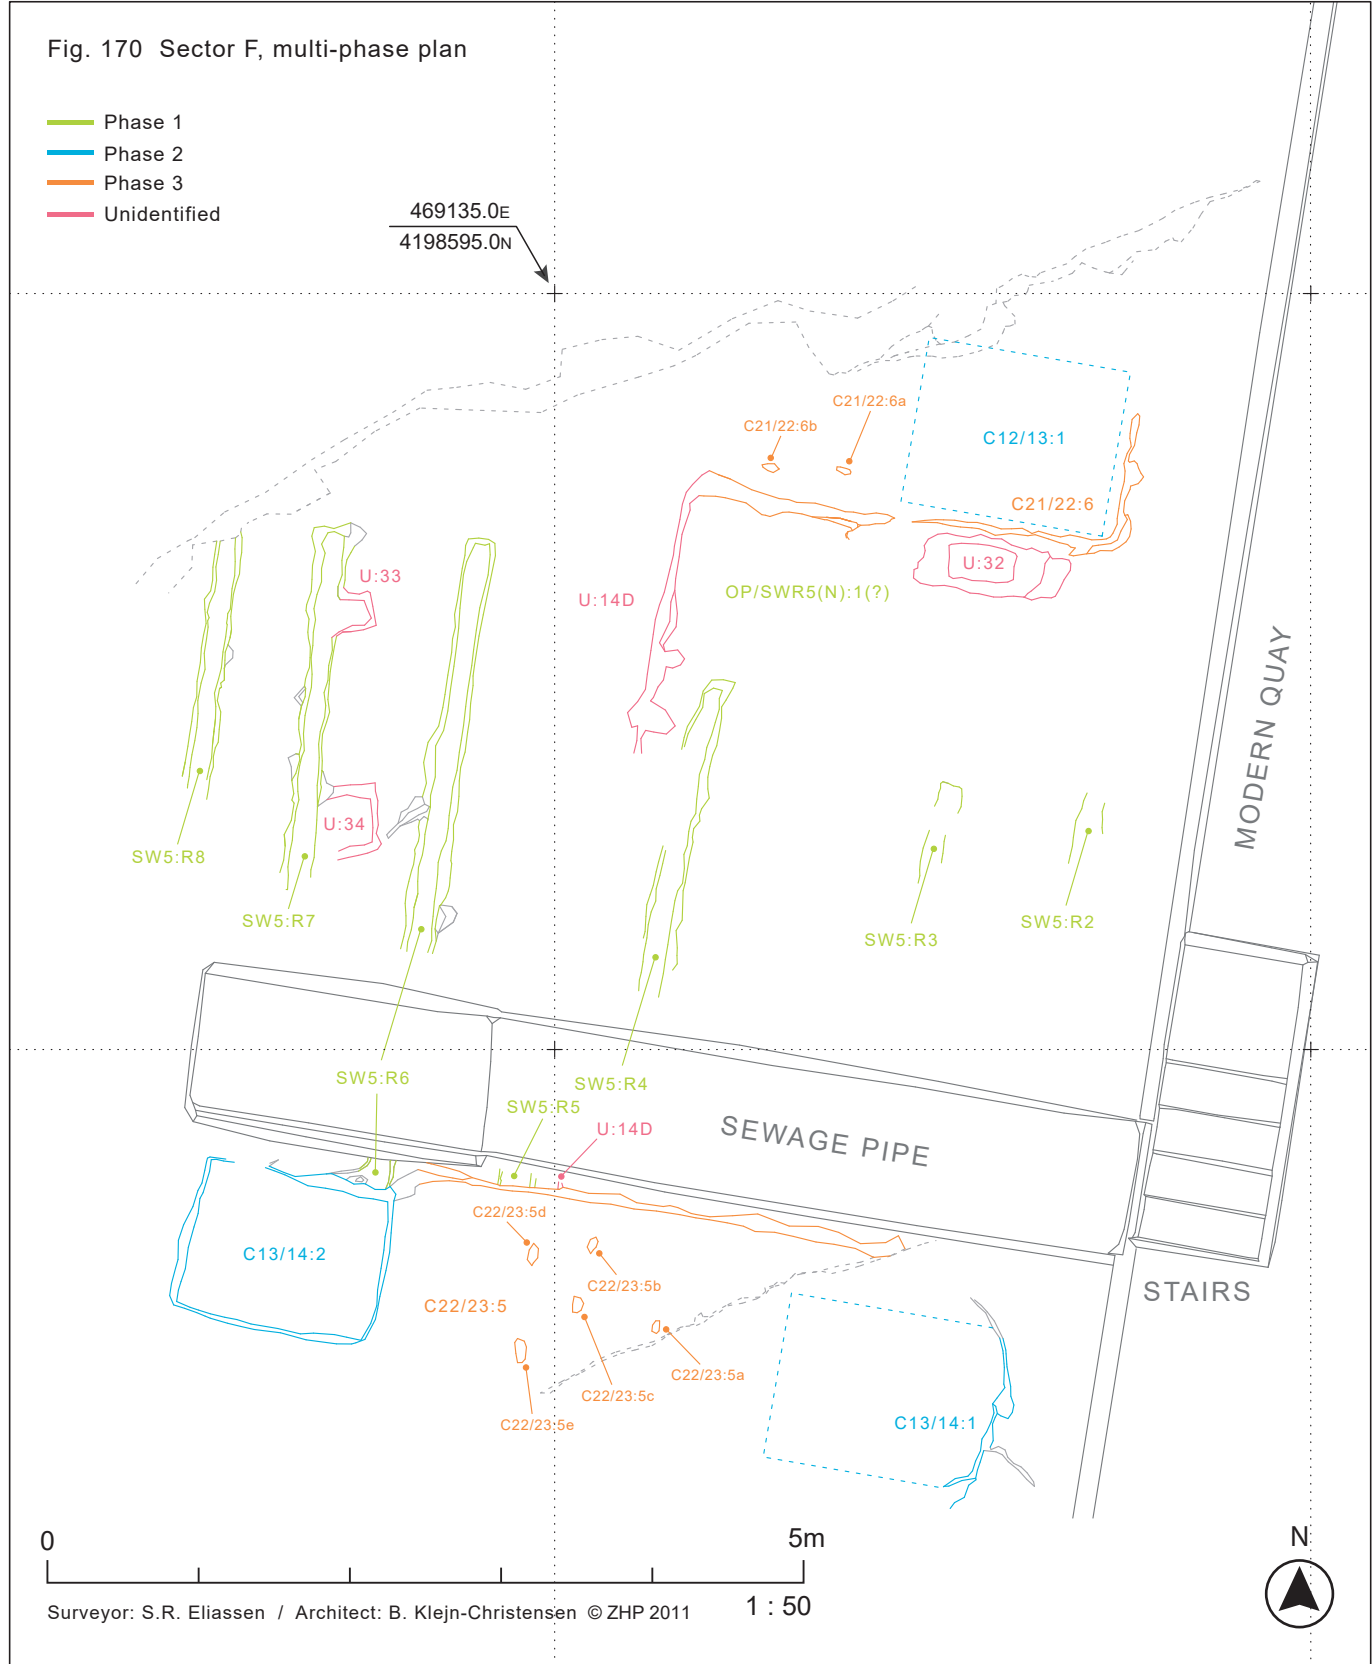 Fig. 170 Sector F, multi-phase plan
Phase 1
Phase 2
Phase 3
Unidentified
469135.0E
4198595.0N
C21/22:6a
C21/22:6b
C12/13:1
C21/22:6
U:33
U:32
U:14D
OP/SWR5(N):1(?)
MODERN QUAY
U:34
SW5:R8
SW5:R7
SW5:R3
SW5:R2
SW5:R6
SW5:R4
SW5:R5
U:14D
SEWAGE PIPE
C22/23:5d
C13/14:2
C22/23:5b
C22/23:5
STAIRS
C22/23:5a
C22/23:5c
C22/23:5e
C13/14:1
0
5m
N
1 : 50
Surveyor: S.R. Eliassen / Architect: B. Klejn-Christensen © ZHP 2011